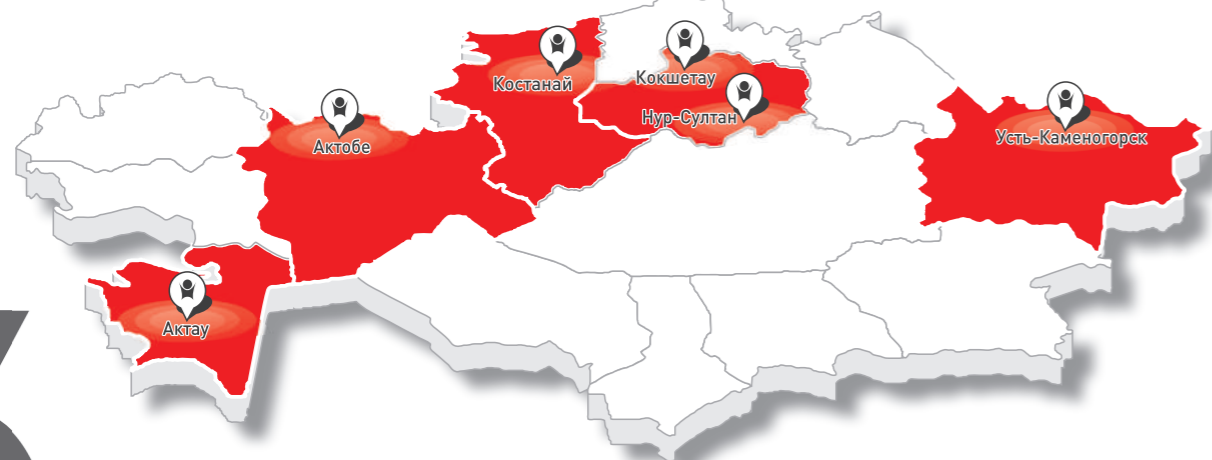 Костанай
Кокшетау
Нур-Султан
Актобе
Усть-Каменогорск
Актау